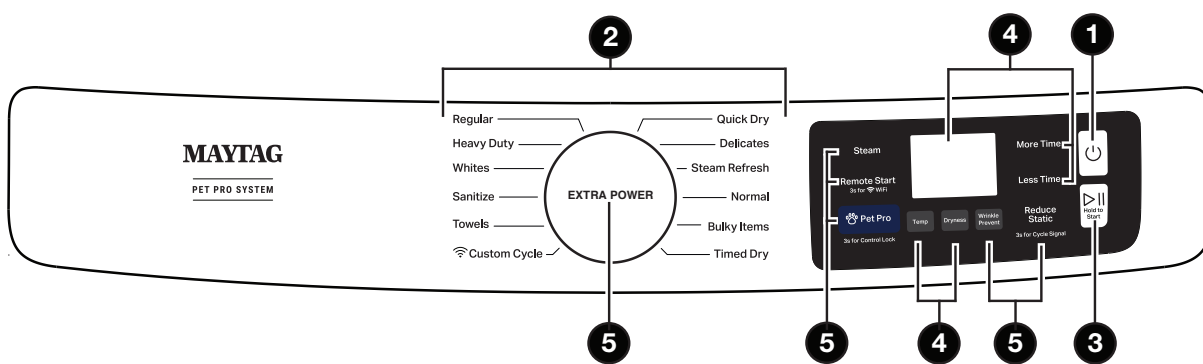 2
4
1
MAYTAG
PET PRO SYSTEM
Regular
Heavy Duty
Whites
Sanitize
Towels
Custom Cycle
EXTRA POWER
Quick Dry
Delicates
Steam Refresh
Normal
Bulky Items
Timed Dry
Steam
Remote Start
3s for WiFi
Pet Pro
3s for Control Lock
Temp
Dryness
Wrinkle
Prevent
More Time
Less Time
Reduce
Static
3s for Cycle Signal
Hold to
Start
5
5
4
5
3